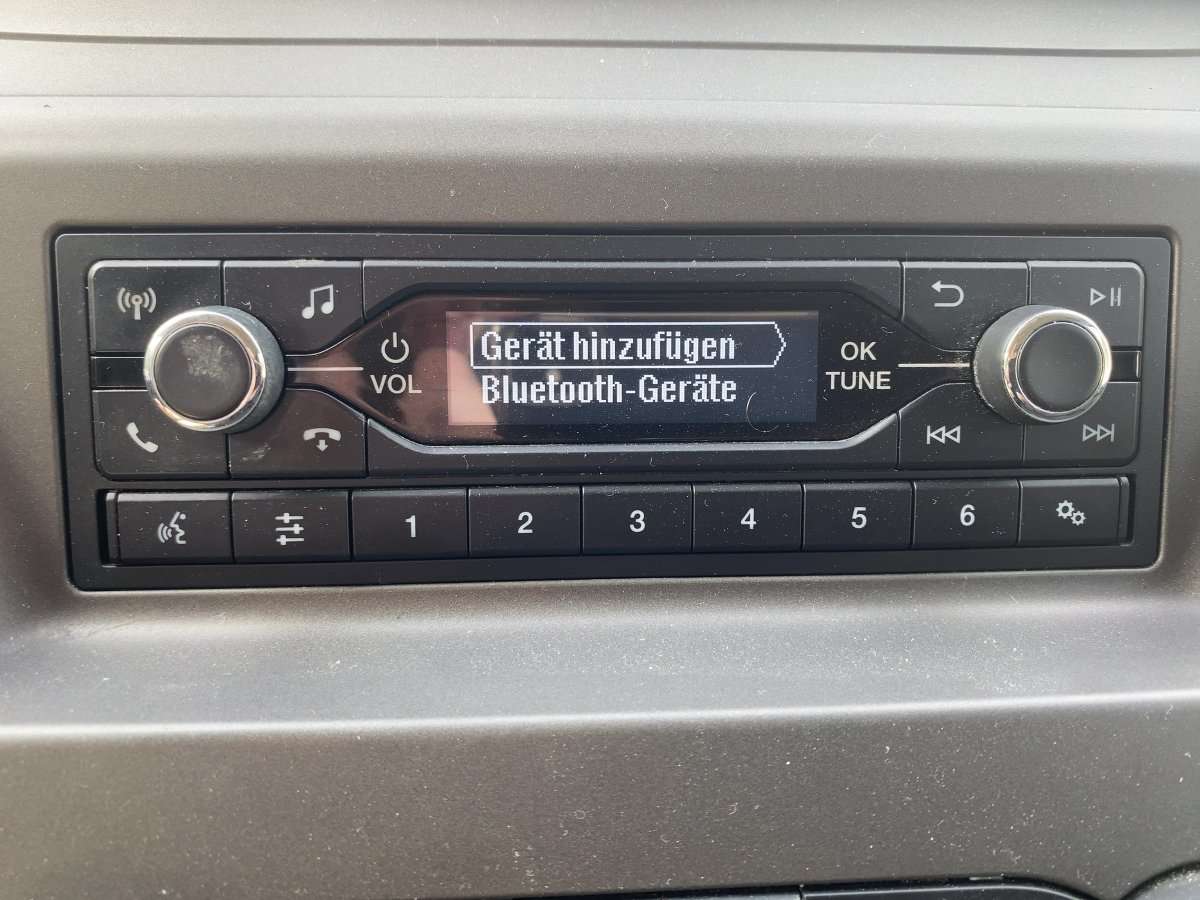 VOL
Gerät hinzufügen
Bluetooth-Geräte
OK
TUNE
1 2 3 4 5 6